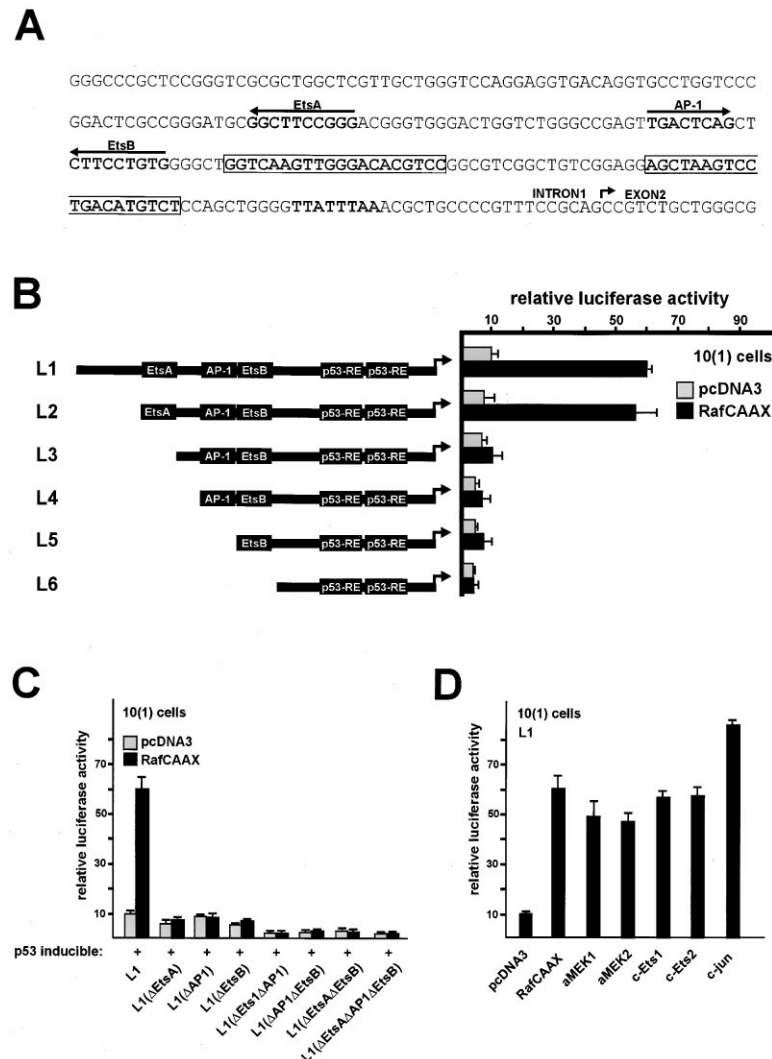 A
GGGCCCGCTCCGGGTCGCGCTGGCTCGTTGCTGGGTCCAGGAGGTGACAGGTGCCTGGTCCC
EtsA AP-1
GGACTCGCCGGGATGCGGCTTCCGGGACGGGTGGGACTGGTCTGGGCCGAGTTGACTCAGCT
EtsB
CTTCCTGTGGGGCTGGTCAAGTTGGGACACGTCCGGCGTCGGCTGTCGGAGGAGCTAAGTCC
INTRON1 EXON2
TGACATGTCTCCAGCTGGGGTTATTTAAACGCTGCCCCGTTTCCGCAGCCGTCTGCTGGGCG
B
relative luciferase activity
10 30 50 70 90
10(1) cells
pcDNA3
RafCAAX
L1 EtsA AP-1 EtsB p53-RE p53-RE
L2 EtsA AP-1 EtsB p53-RE p53-RE
L3 AP-1 EtsB p53-RE p53-RE
L4 AP-1 EtsB p53-RE p53-RE
L5 EtsB p53-RE p53-RE
L6 p53-RE p53-RE
C
10(1) cells
pcDNA3
RafCAAX
relative luciferase activity
70
50
30
10
p53 inducible: + + + + + + + +
L1
L1(ΔEtsA)
L1(ΔAP1)
L1(ΔEtsB)
L1(ΔEts1ΔAP1)
L1(ΔAP1ΔEtsB)
L1(ΔEtsAΔEtsB)
L1(ΔEtsAΔAP1ΔEtsB)
D
10(1) cells
L1
relative luciferase activity
70
50
30
10
pcDNA3
RafCAAX
aMEK1
aMEK2
c-Ets1
c-Ets2
c-jun